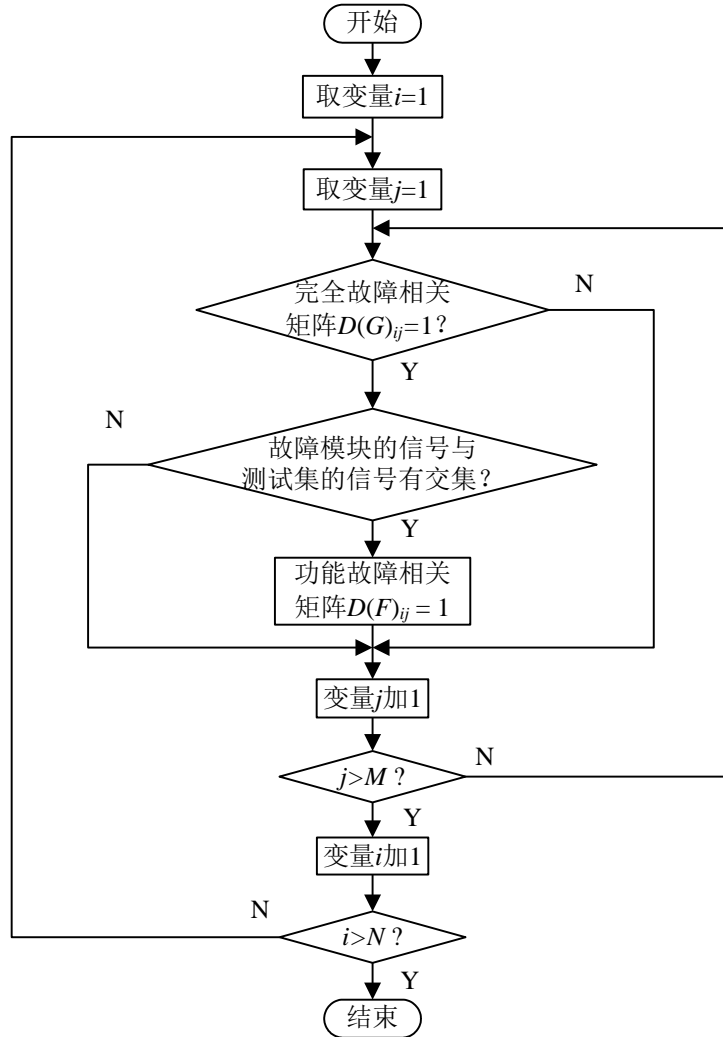 开始
取变量i=1
取变量j=1
完全故障相关
矩阵D(G)ij=1?
N
Y
N
故障模块的信号与
测试集的信号有交集?
Y
功能故障相关
矩阵D(F)ij = 1
变量j加1
j>M ?
N
Y
变量i加1
N
i>N ?
Y
结束